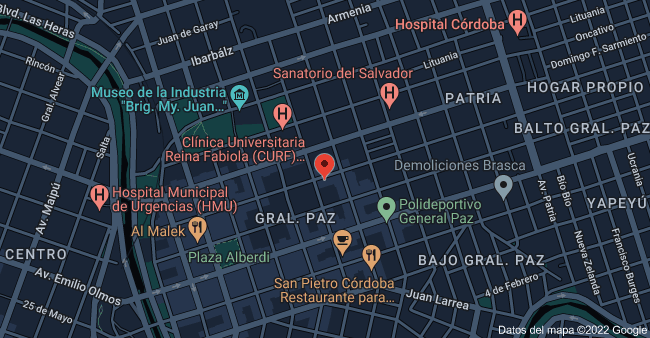 Blvd. Las Heras
Juan de Garay
Armenia
Ibarbálz
Hospital Córdoba
H
Lituania
Oncativo
Domingo F. Sarmiento
Rincón
Gral. Alvear
Museo de la Industria
"Brig. My. Juan..."
Sanatorio del Salvador
H
Lituania
HOGAR PROPIO
PATRIA
BALTO GRAL. PAZ
H
Clínica Universitaria
Reina Fabiola (CURF)...
Salta
Av. Maipú
Demoliciones Brasca
Ucrania
H
Hospital Municipal
de Urgencias (HMU)
Av. Patria
Bío Bío
Al Malek
GRAL. PAZ
Polideportivo
General Paz
YAPEYÚ
Plaza Alberdi
CENTRO
BAJO GRAL. PAZ
Nueva Zelanda
Francisco Burges
Av. Emilio Olmos
San Pietro Córdoba
Restaurante para...
4 de Febrero
Juan Larrea
25 de Mayo
Datos del mapa ©2022 Google